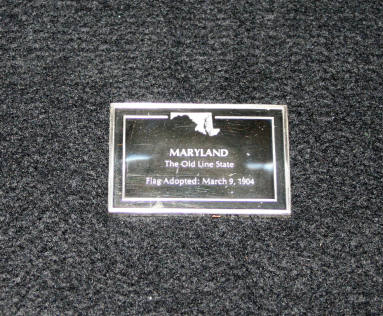 MARYLAND
The Old Line State
Flag Adopted: March 9, 1904